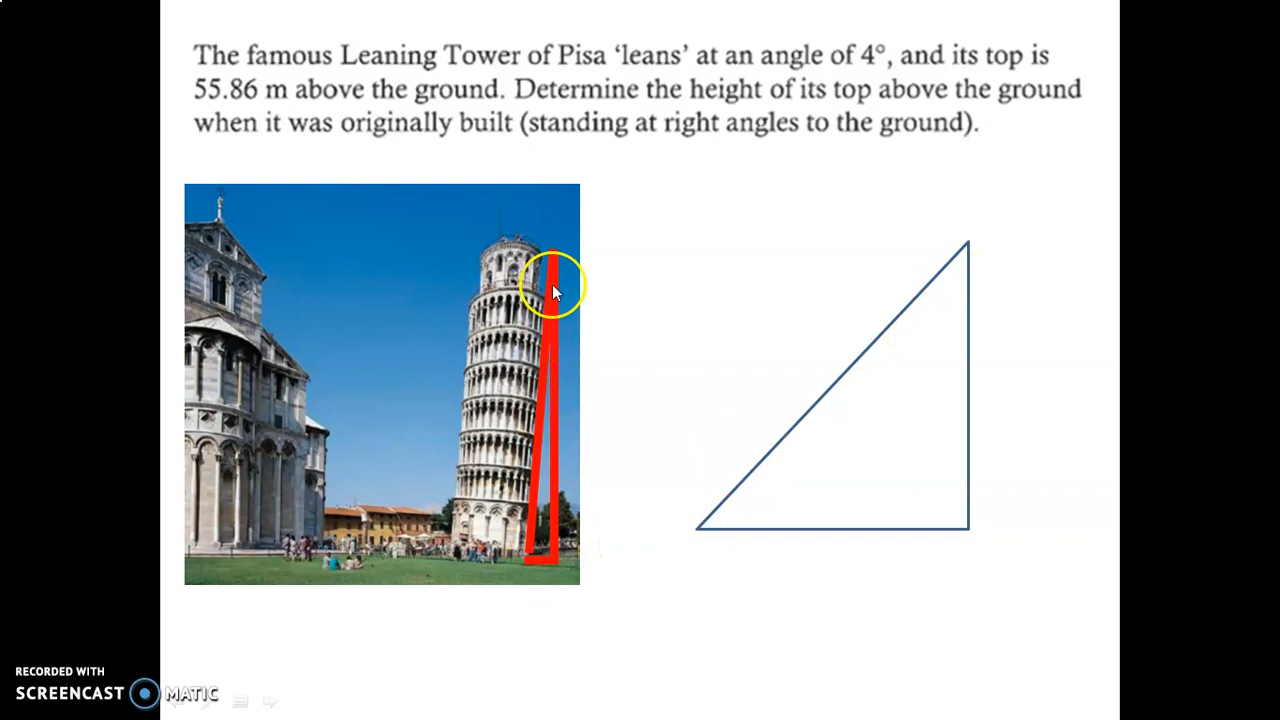 The famous Leaning Tower of Pisa ‘leans’ at an angle of 4°, and its top is
55.86 m above the ground. Determine the height of its top above the ground
when it was originally built (standing at right angles to the ground).
RECORDED WITH
SCREENCAST MATIC